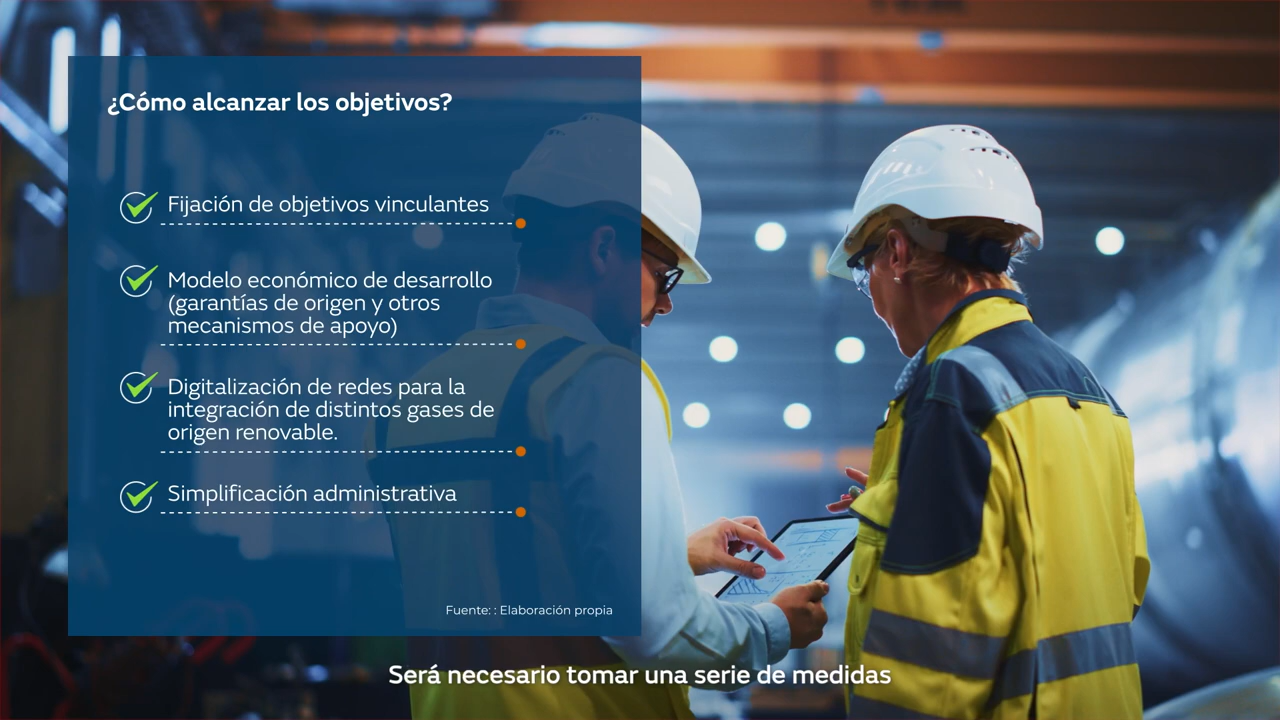 ¿Cómo alcanzar los objetivos?
Fijación de objetivos vinculantes
Modelo económico de desarrollo
(garantías de origen y otros
mecanismos de apoyo)
Digitalización de redes para la
integración de distintos gases de
origen renovable.
Simplificación administrativa
Fuente: : Elaboración propia
Será necesario tomar una serie de medidas